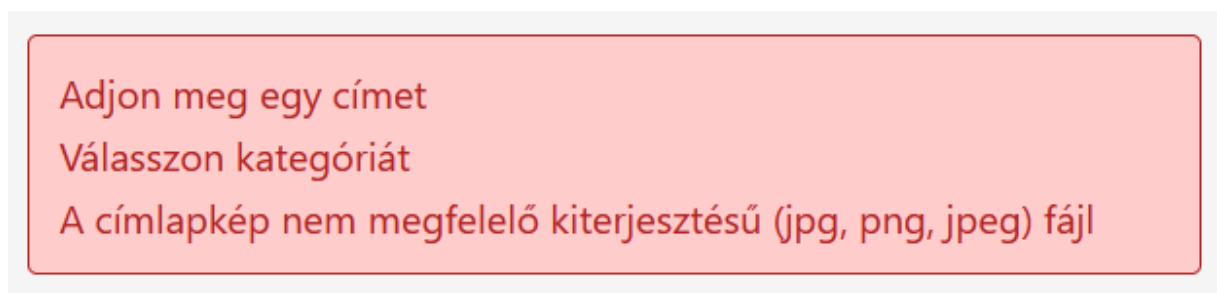 Adjon meg egy címet
Válasszon kategóriát
A címlapkép nem megfelelő kiterjesztésű (jpg, png, jpeg) fájl